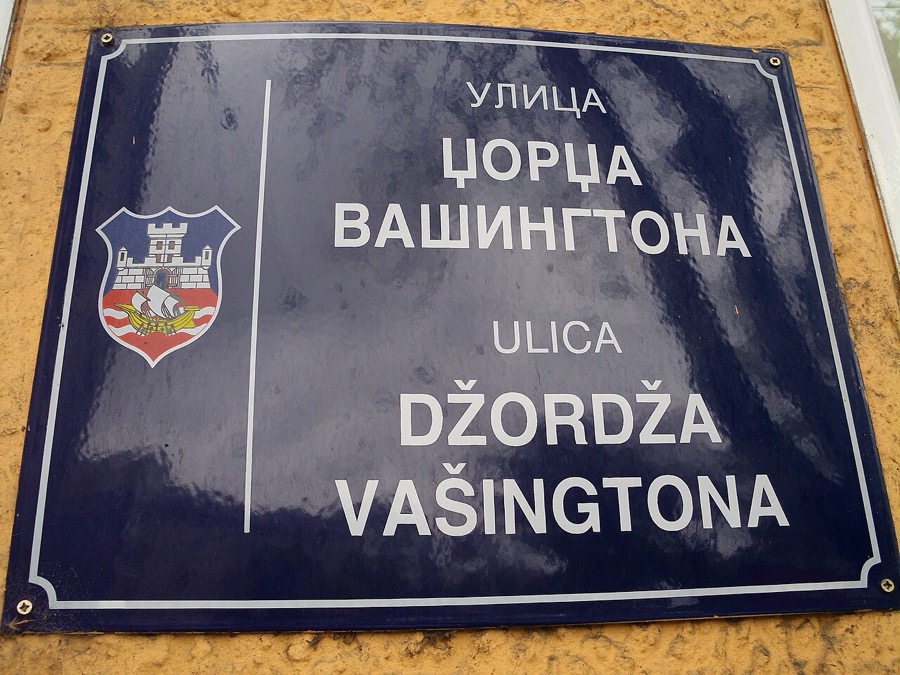 УЛИЦА
ЏОРЏА
ВАШИНГТОНА
ULICA
DŽORDŽA
VAŠINGTONA